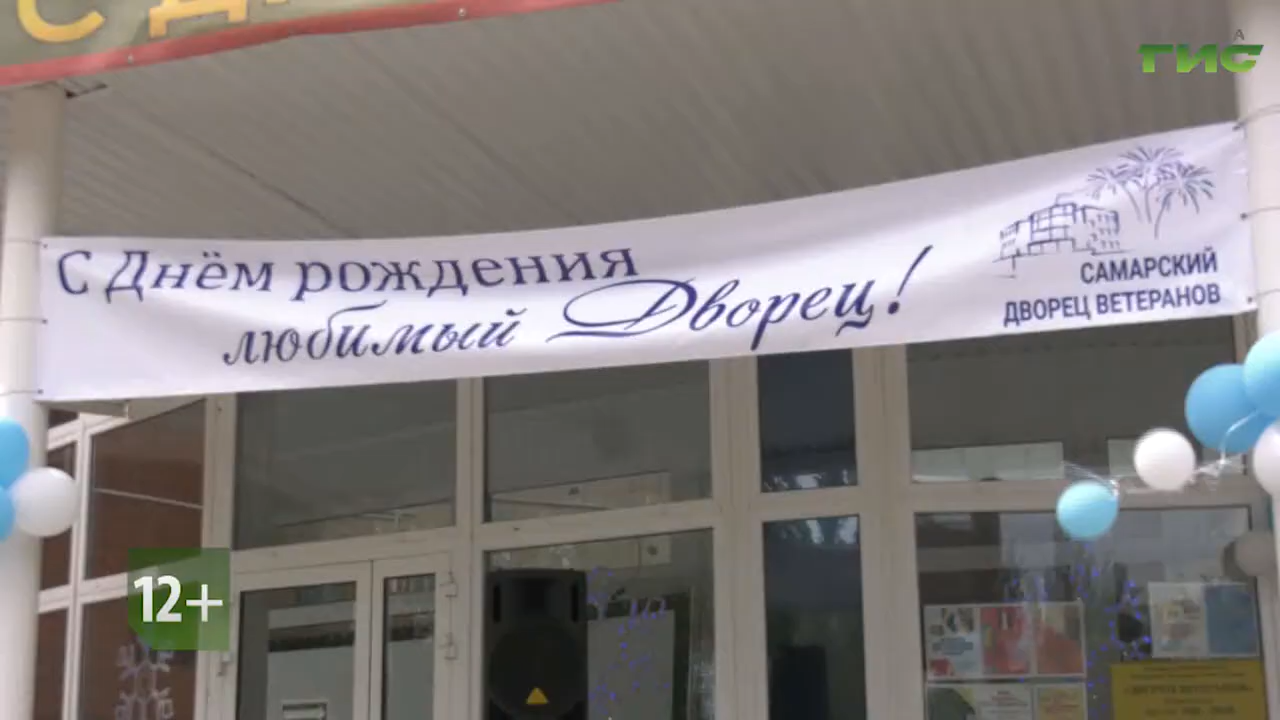 С Д
ГИС
С Днём рождения
любимый Дворец!
САМАРСКИЙ
ДВОРЕЦ ВЕТЕРАНОВ
12+